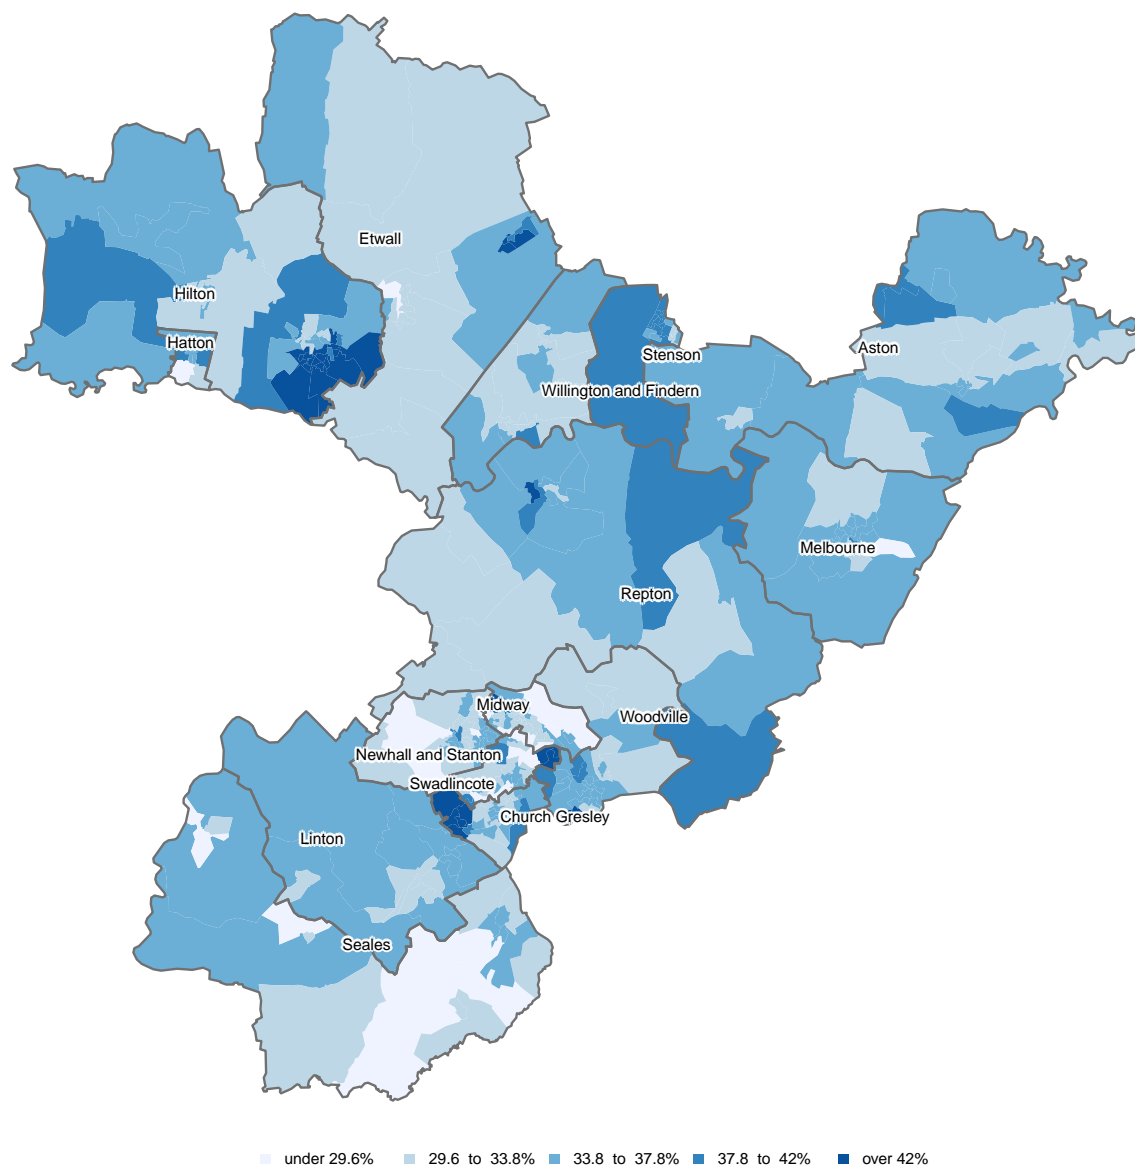 Etwall
Hilton
Hatton
Stenson
Aston
Willington and Findern
Melbourne
Repton
Midway
Woodville
Newhall and Stanton
Swadlincote
Church Gresley
Linton
Seales
under 29.6% 29.6 to 33.8% 33.8 to 37.8% 37.8 to 42% over 42%